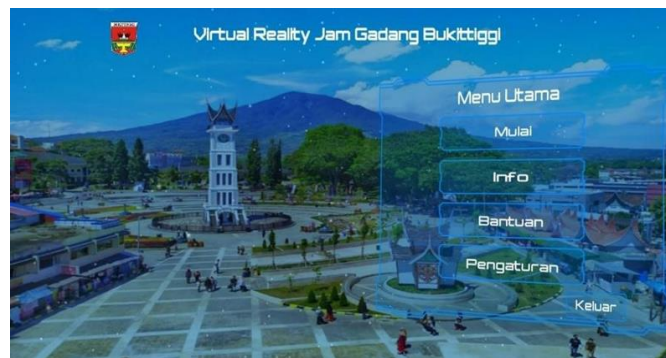 Virtual Reality Jam Gadang Bukittiggi
Menu Utama
Mulai
Info
Bantuan
Pengaturan
Keluar